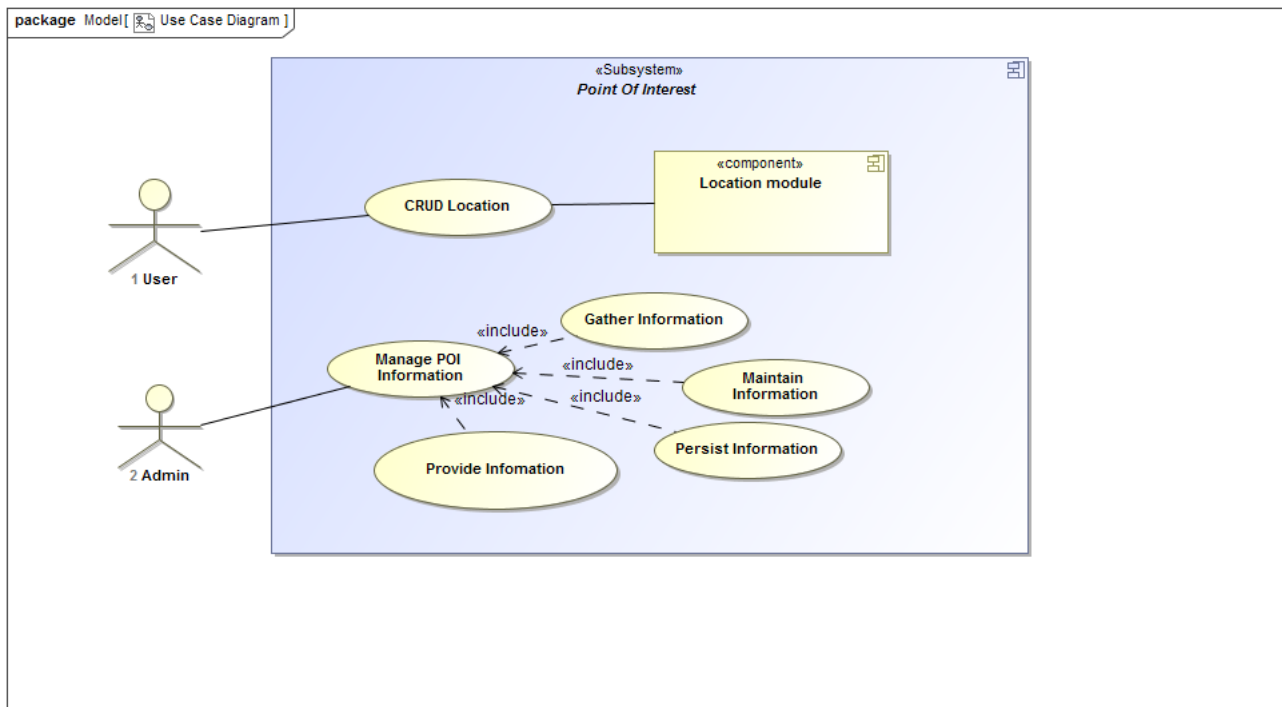 package Model[ Use Case Diagram ]
«Subsystem»
Point Of Interest
«component»
Location module
CRUD Location
1 User
Gather Information
«include»
Manage POI
Information
«include»
Maintain
Information
«include»
«include»
Persist Information
Provide Infomation
2 Admin